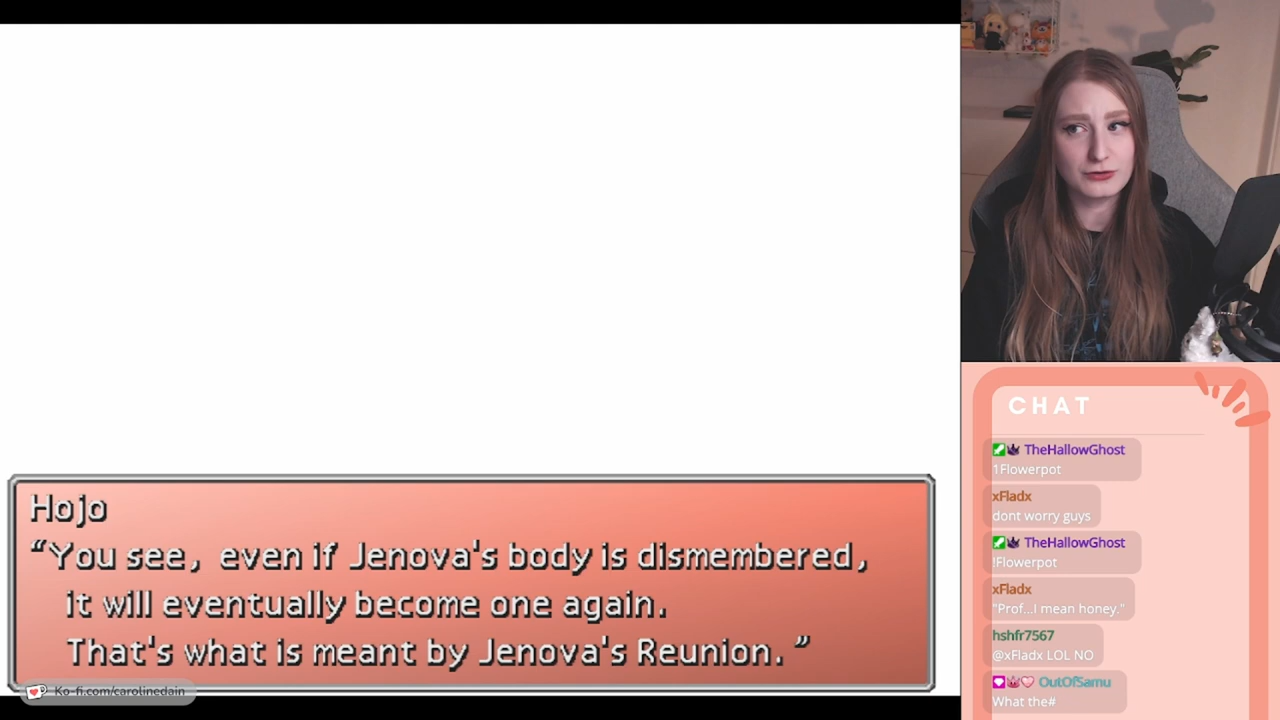 Hojo
“You see, even if Jenova's body is dismembered,
it will eventually become one again.
That's what is meant by Jenova's Reunion.”
Ko-fi.com/carolinedain
CHAT
TheHallowGhost
1Flowerpot
xFladx
dont worry guys
TheHallowGhost
!Flowerpot
xFladx
"Prof...I mean honey."
hshfr7567
@xFladx LOL NO
OutOfSamu
What the#